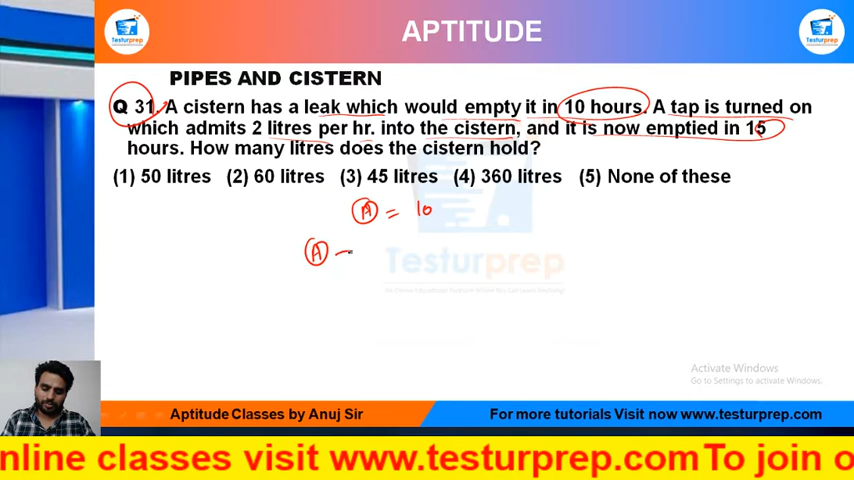 Testurprep
APTITUDE
Testurprep
PIPES AND CISTERN
Q 31. A cistern has a leak which would empty it in 10 hours. A tap is turned on
which admits 2 litres per hr. into the cistern, and it is now emptied in 15
hours. How many litres does the cistern hold?
(1) 50 litres (2) 60 litres (3) 45 litres (4) 360 litres (5) None of these
A = 10
A -
Testurprep
Activate Windows
Go to Settings to activate Windows.
Aptitude Classes by Anuj Sir
For more tutorials Visit now www.testurprep.com
nline classes visit www.testurprep.com To join o